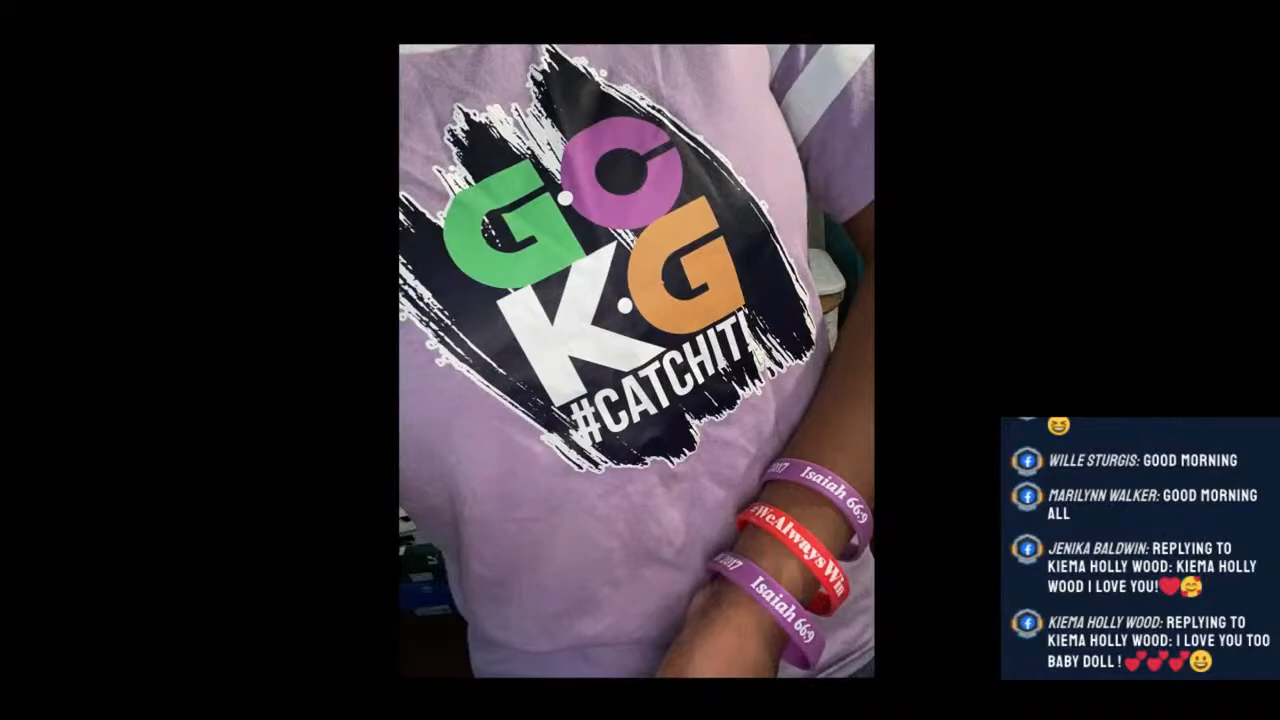 G·C
K·G
#CATCHIT!
2017 Isaiah 66:9
#WeAlwaysWin
2017 Isaiah 66:9
WILLE STURGIS: GOOD MORNING
MARILYNN WALKER: GOOD MORNING
ALL
JENIKA BALDWIN: REPLYING TO
KIEMA HOLLY WOOD: KIEMA HOLLY
WOOD I LOVE YOU!❤️🥰
KIEMA HOLLY WOOD: REPLYING TO
KIEMA HOLLY WOOD: I LOVE YOU TOO
BABY DOLL ! 💕💕💕😀